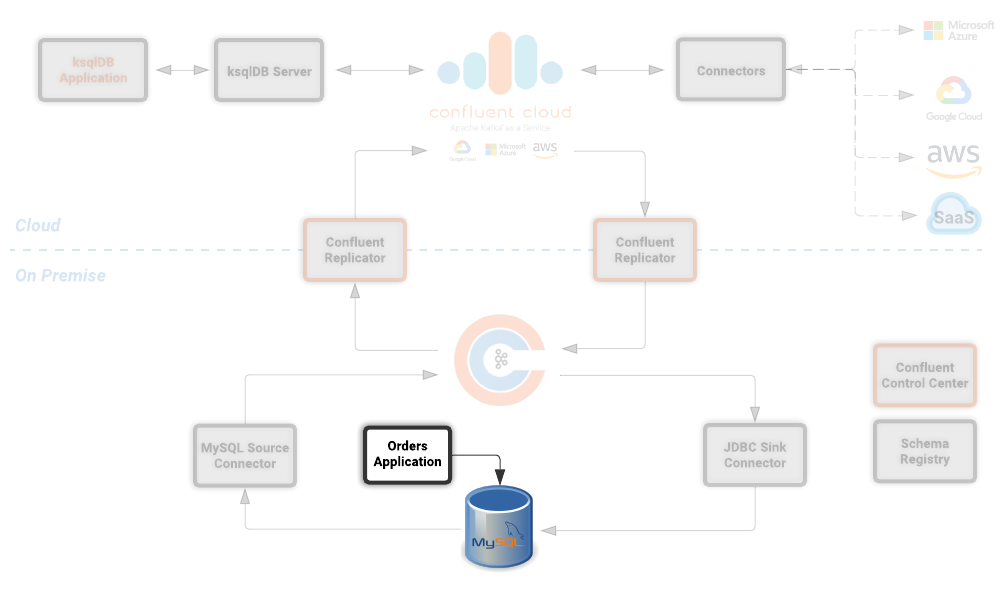 ksqlDB
Application
ksqlDB Server
confluent cloud
Apache Kafka as a Service
Google Cloud
Microsoft
Azure
aws
Connectors
Microsoft
Azure
Google Cloud
aws
SaaS
Cloud
Confluent
Replicator
Confluent
Replicator
On Premise
Confluent
Control Center
MySQL Source
Connector
Orders
Application
JDBC Sink
Connector
Schema
Registry
MySQL